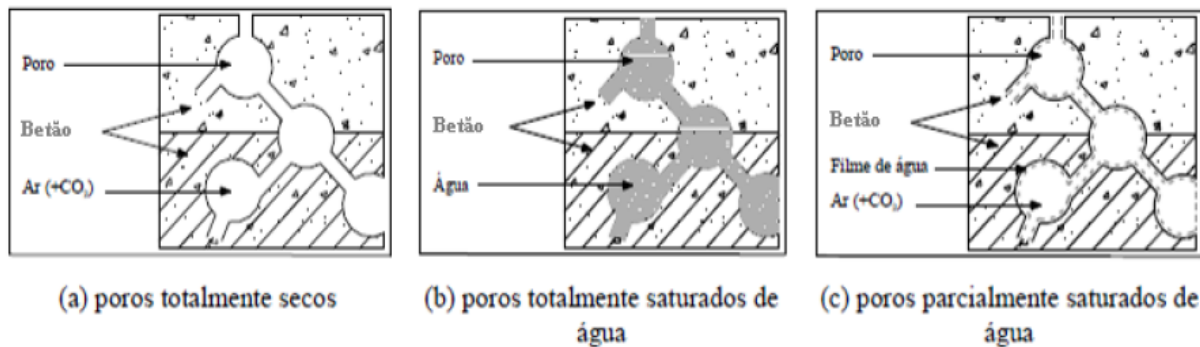 Poro
Betão
Ar (+CO₂)
(a) poros totalmente secos
Poro
Betão
Água
(b) poros totalmente saturados de
água
Poro
Betão
Filme de água
Ar (+CO₂)
(c) poros parcialmente saturados de
água